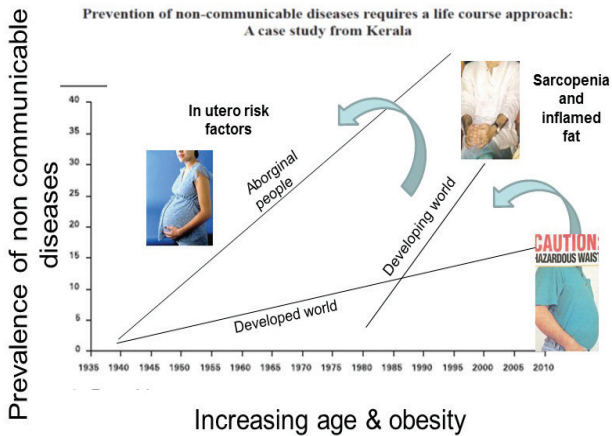 Prevention of non-communicable diseases requires a life course approach:
A case study from Kerala
Prevalence of non communicable
diseases
40
35
30
25
20
15
10
5
0
In utero risk
factors
Aborginal
people
Developing world
Developed world
Sarcopenia
and
inflamed
fat
CAUTION:
HAZARDOUS WAIST
1935 1940 1945 1950 1955 1960 1965 1970 1975 1980 1985 1990 1995 2000 2005 2010
Increasing age & obesity